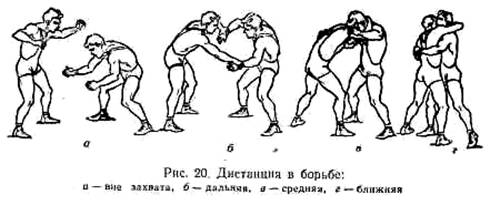 а б в г
Рис. 20. Дистанция в борьбе:
а — вне захвата, б — дальняя, в — средняя, г — ближняя